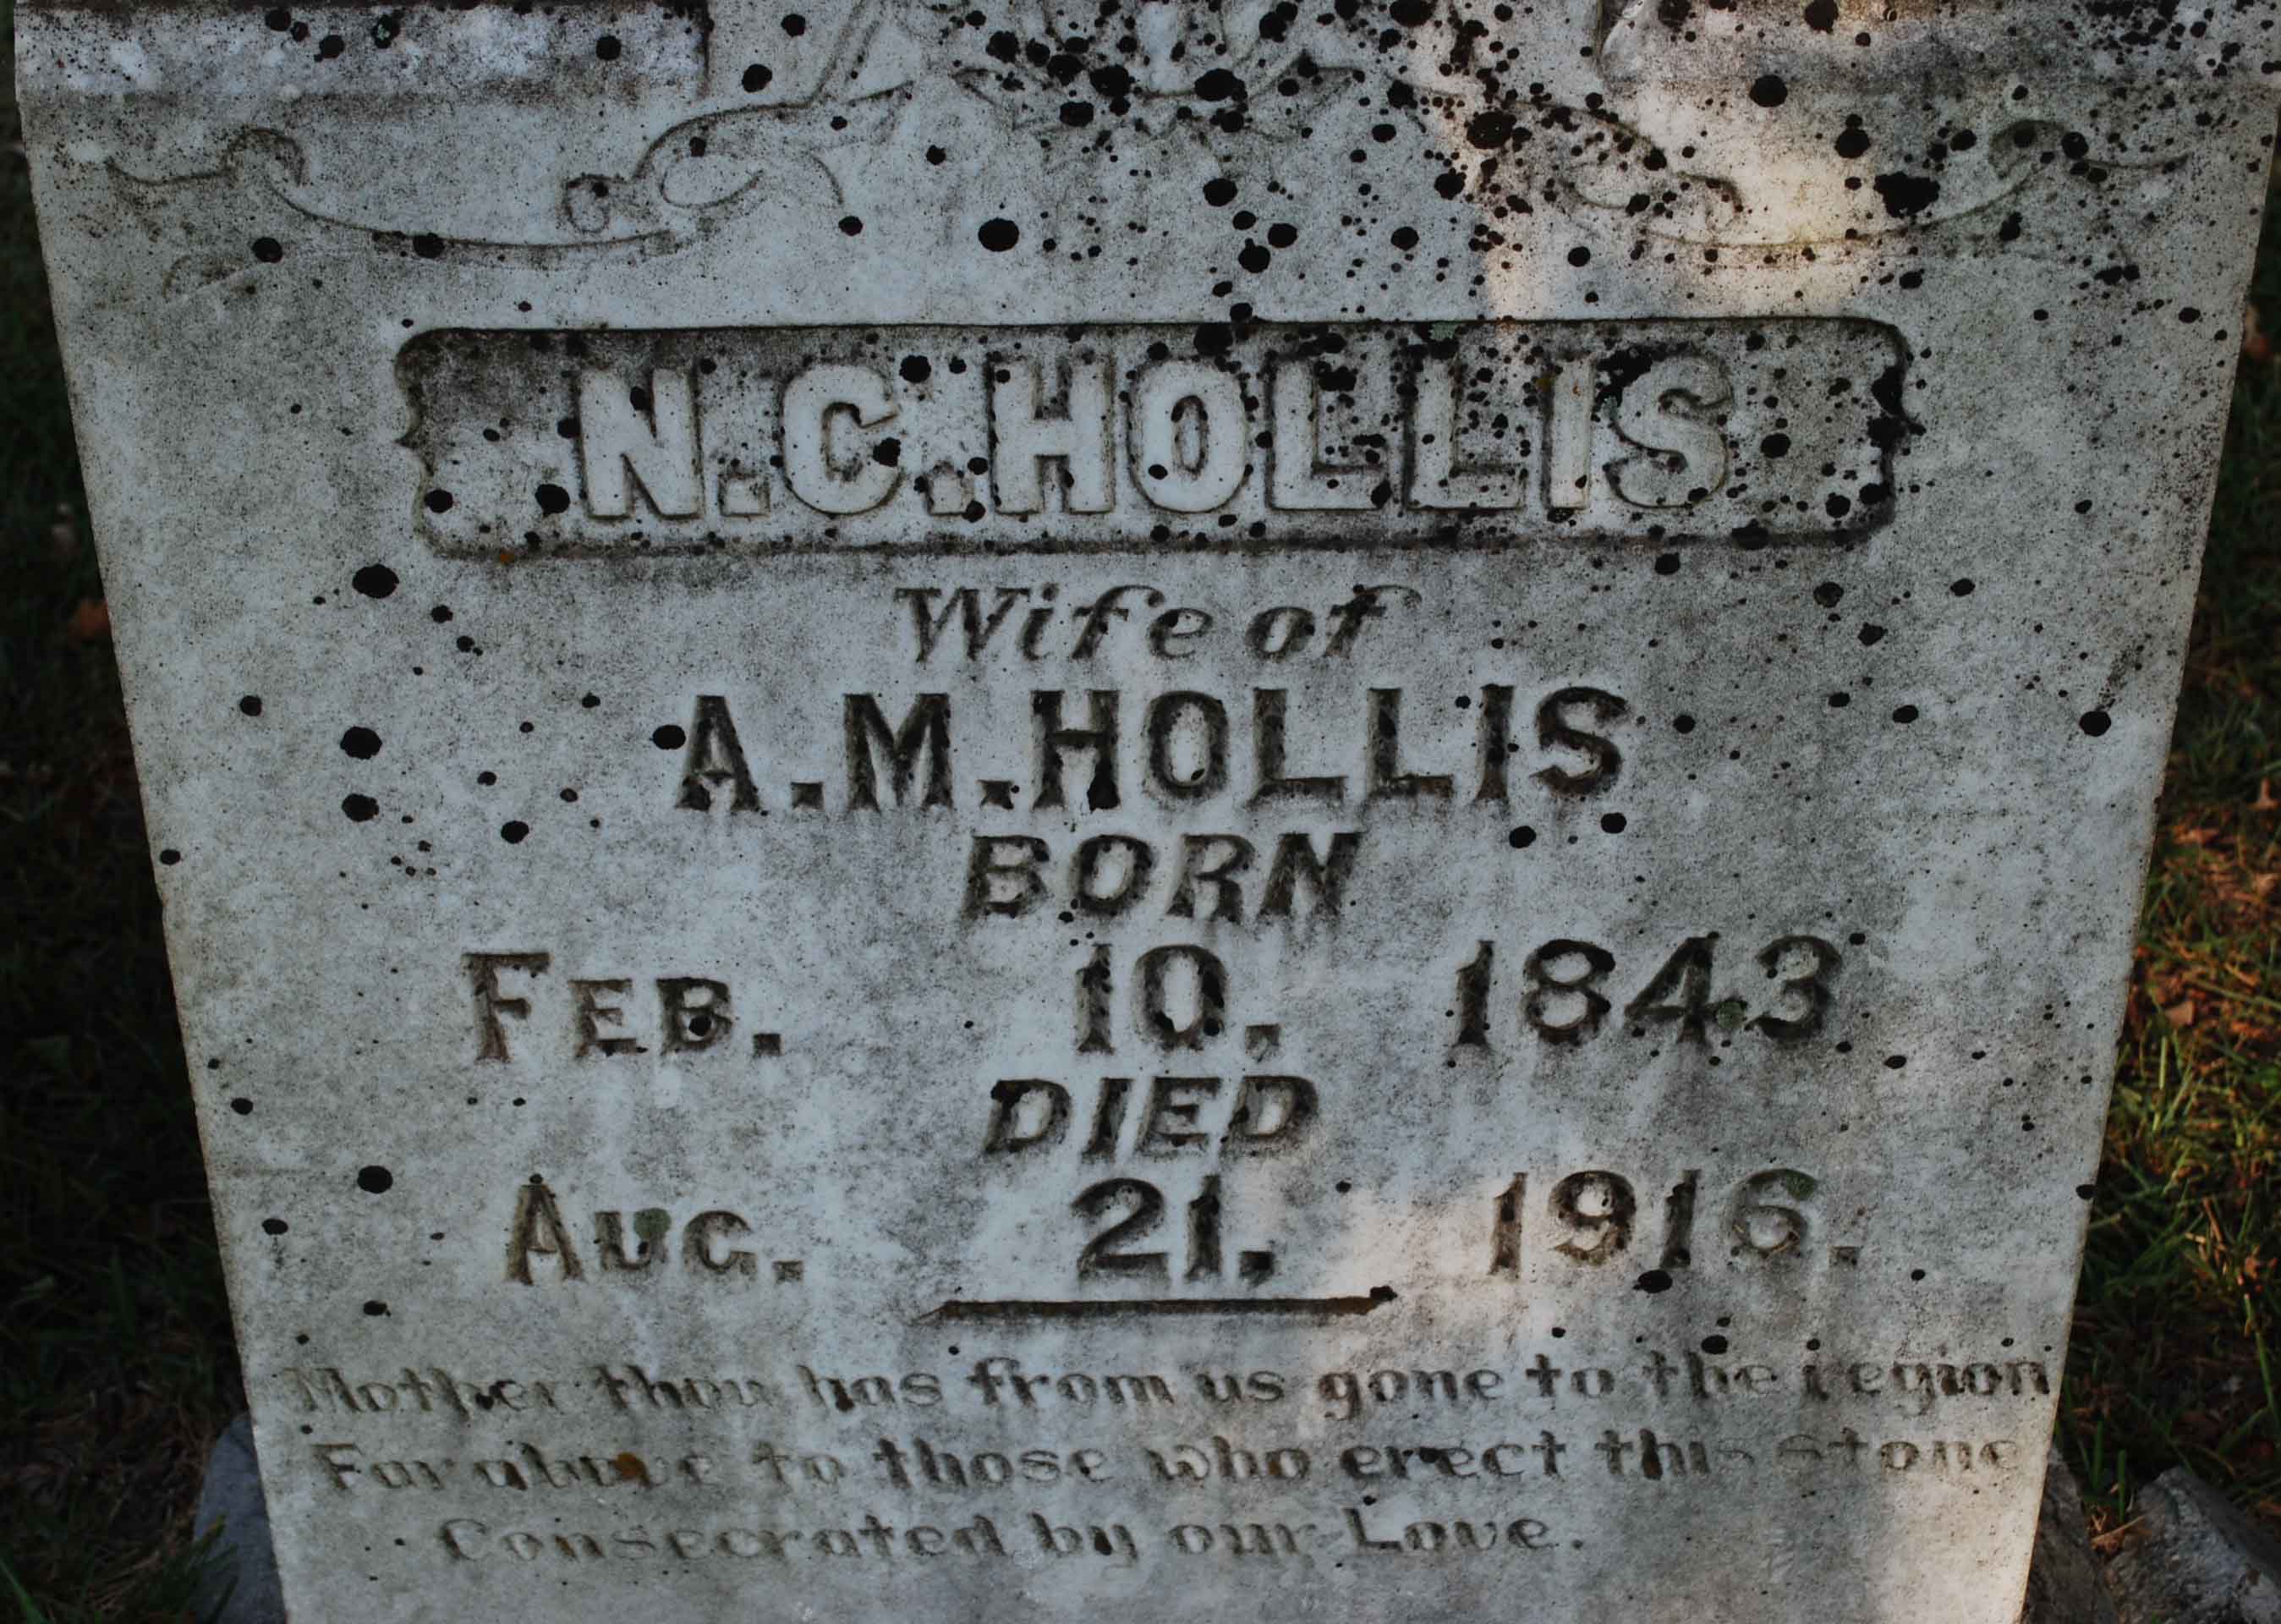 N.C.HOLLIS
Wife of
A.M.HOLLIS
BORN
FEB. 10, 1843
DIED
AUG. 21, 1916.
Mother thou has from us gone to the region
Far above to those who erect this stone
Consecrated by our Love.